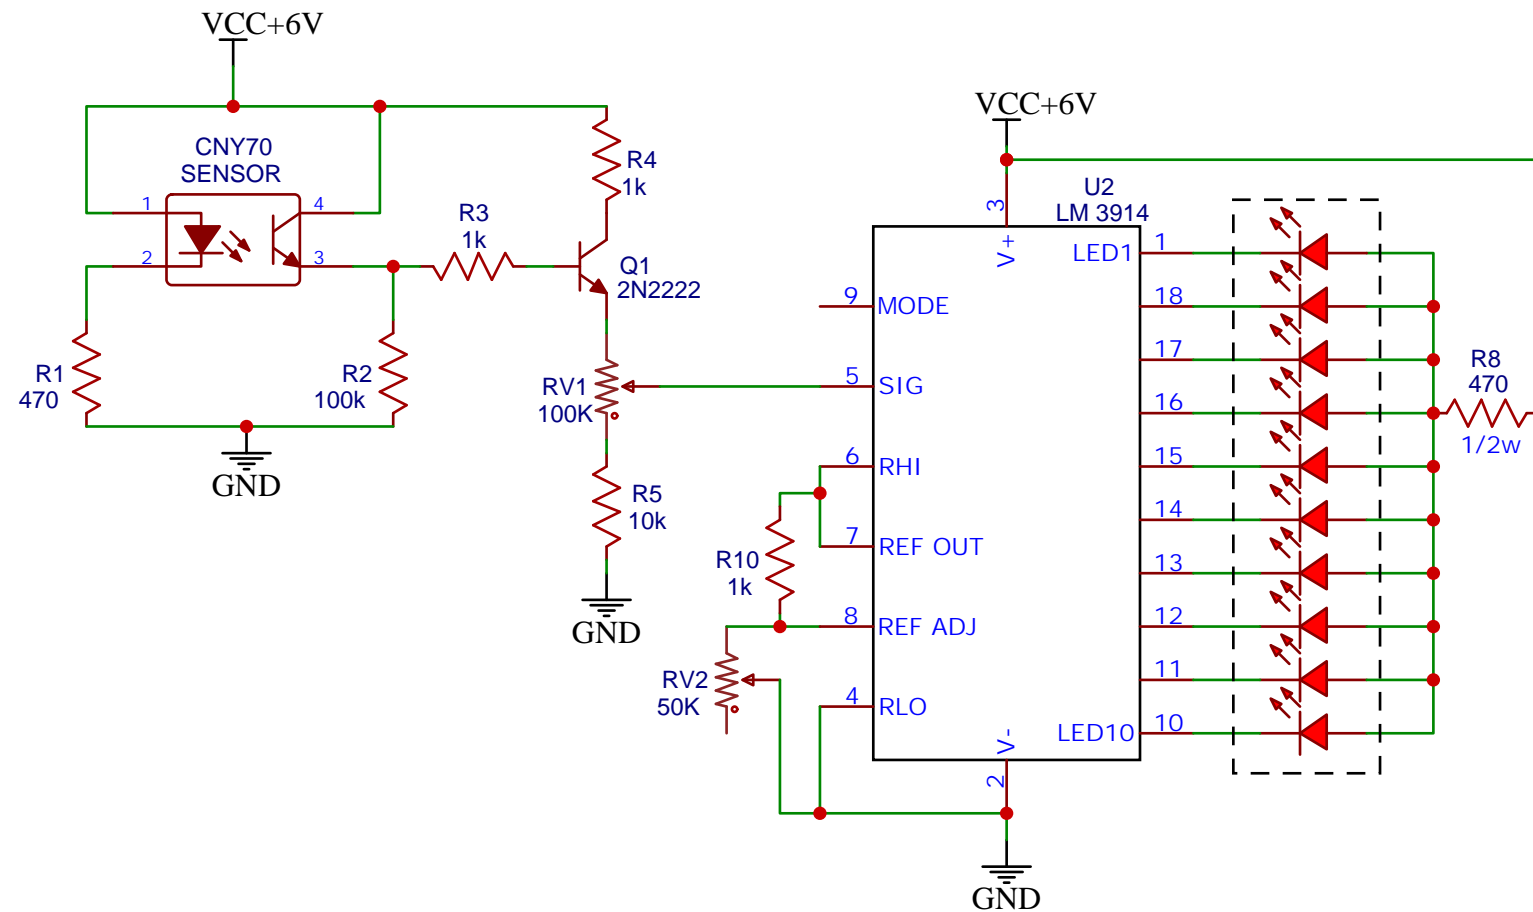 VCC+6V
CNY70
SENSOR
1
2
4
3
R1
470
R2
100k
GND
R3
1k
R4
1k
Q1
2N2222
RV1
100K
R5
10k
GND
VCC+6V
U2
LM 3914
3
V+
9
MODE
5
SIG
6
RHI
7
REF OUT
8
REF ADJ
4
RLO
R10
1k
RV2
50K
V-
2
GND
LED1
1
18
17
16
15
14
13
12
11
LED10
10
R8
470
1/2w